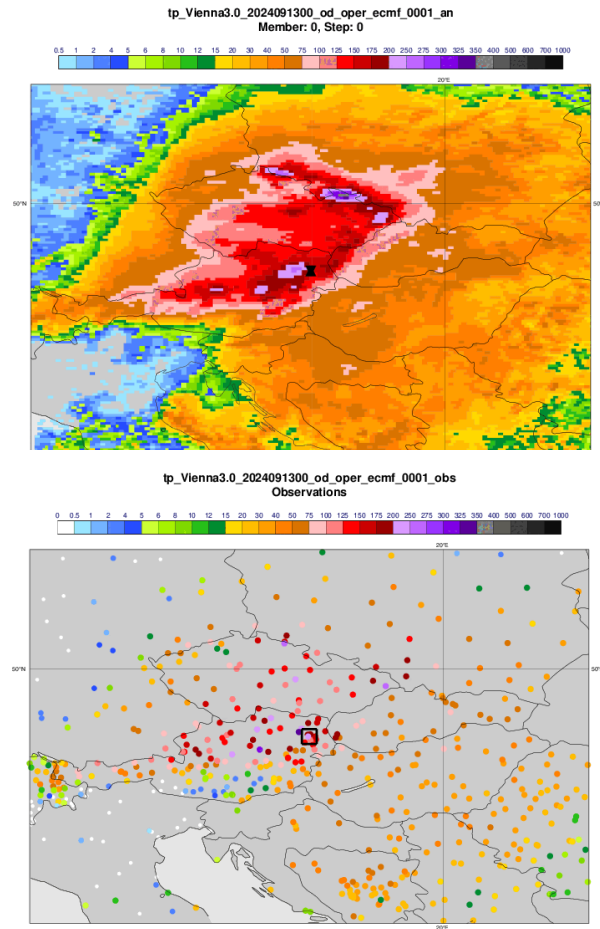 tp_Vienna3.0_2024091300_od_oper_ecmf_0001_an
Member: 0, Step: 0
0.5 1 2 4 5 6 8 10 12 15 20 30 40 50 75 100 125 150 175 200 250 300 325 350 400 500 600 700 1000
20°E
50°N
tp_Vienna3.0_2024091300_od_oper_ecmf_0001_obs
Observations
0 0.5 1 2 4 5 6 8 10 12 15 20 30 40 50 75 100 125 150 175 200 250 300 325 350 400 500 600 700 1000
20°E
50°N
20°E